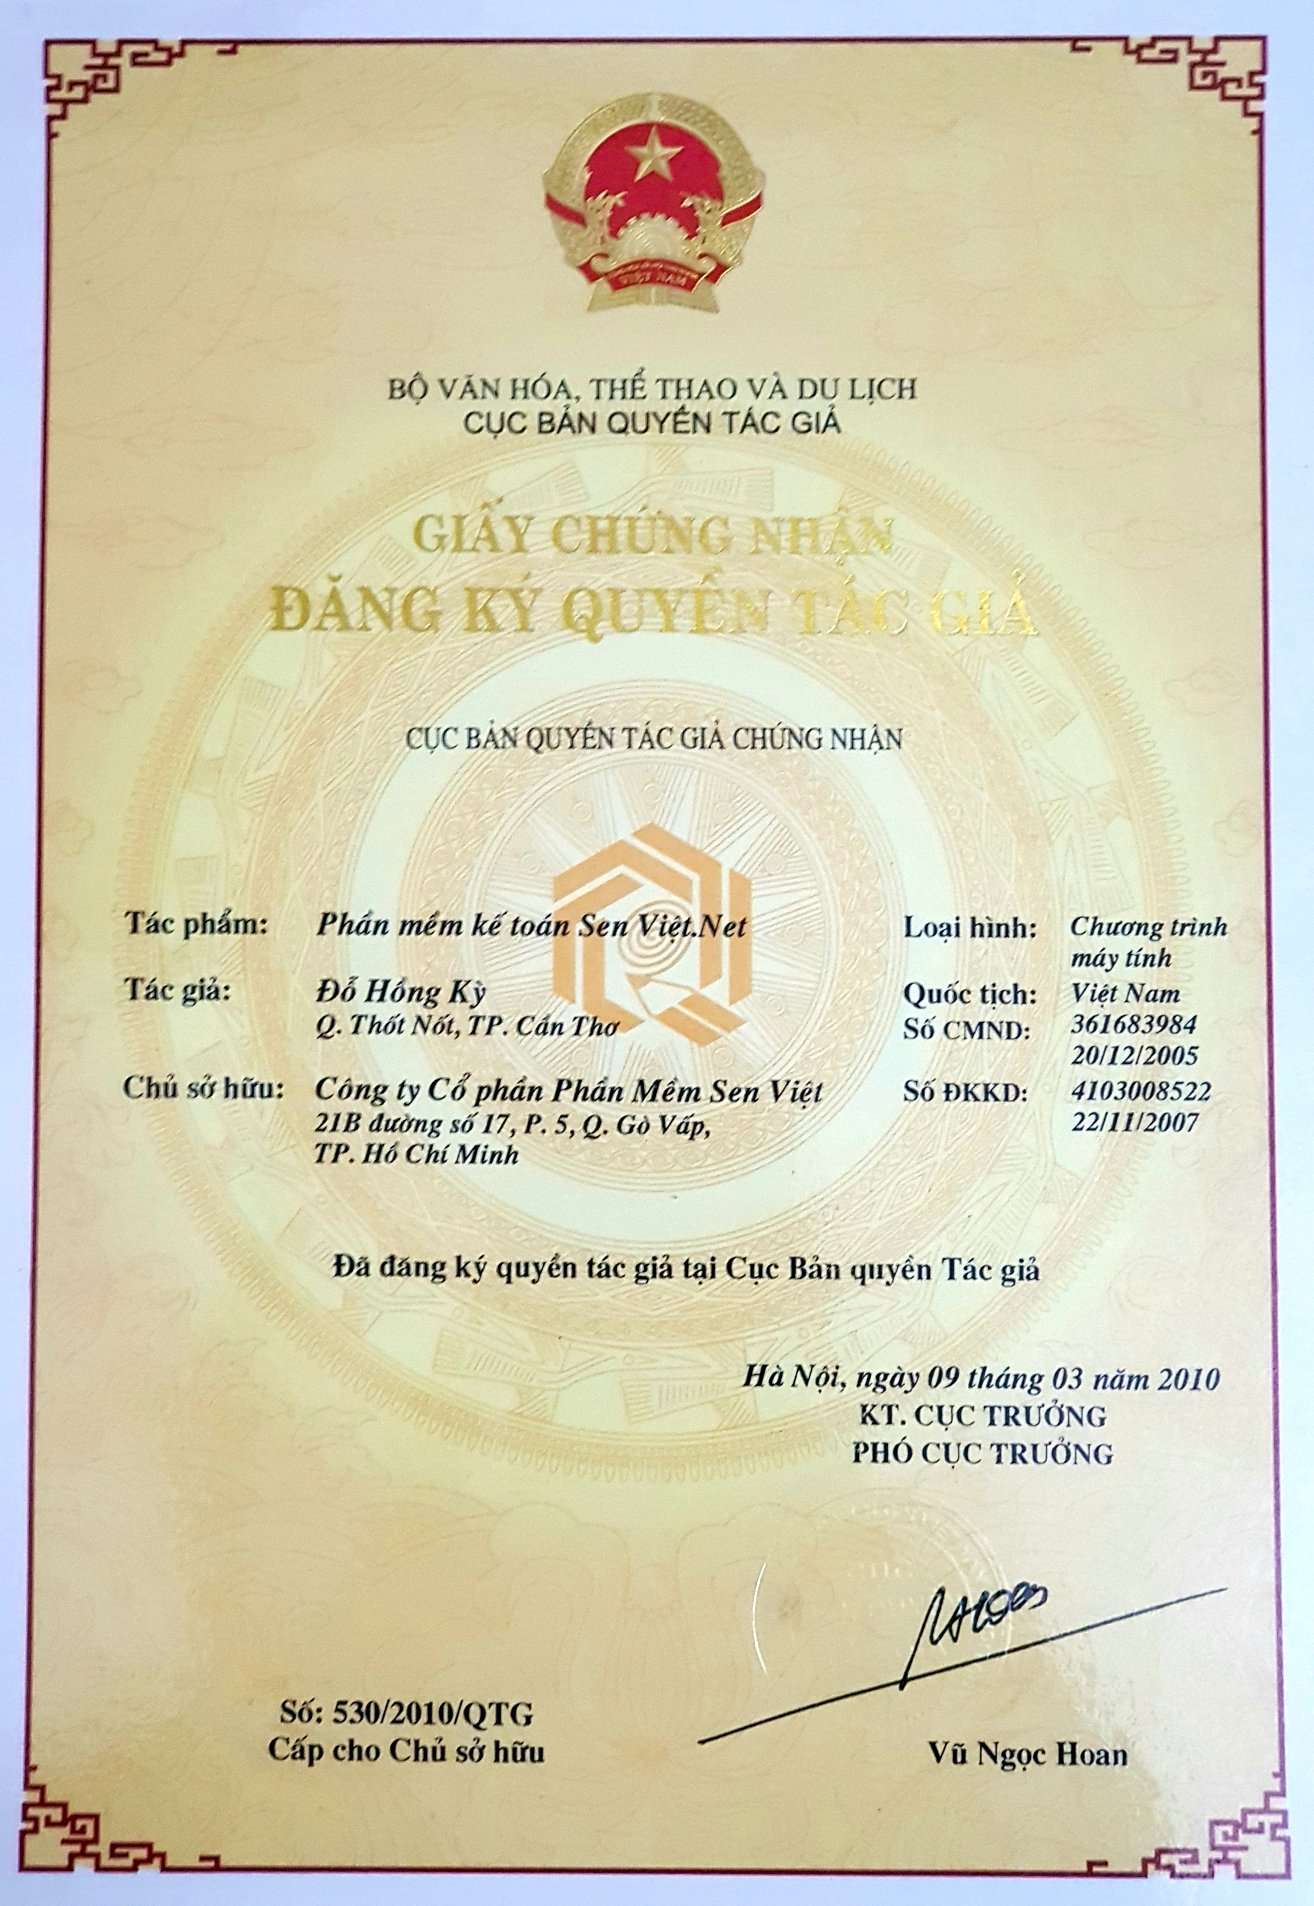 VIỆT NAM
BỘ VĂN HÓA, THỂ THAO VÀ DU LỊCH
CỤC BẢN QUYỀN TÁC GIẢ
GIẤY CHỨNG NHẬN
ĐĂNG KÝ QUYỀN TÁC GIẢ
CỤC BẢN QUYỀN TÁC GIẢ CHỨNG NHẬN
Tác phẩm: Phần mềm kế toán Sen Việt.Net Loại hình: Chương trình
máy tính
Tác giả: Đỗ Hồng Kỳ Quốc tịch: Việt Nam
Q. Thốt Nốt, TP. Cần Thơ Số CMND: 361683984
20/12/2005
Chủ sở hữu: Công ty Cổ phần Phần Mềm Sen Việt Số ĐKKD: 4103008522
21B đường số 17, P. 5, Q. Gò Vấp, 22/11/2007
TP. Hồ Chí Minh
Đã đăng ký quyền tác giả tại Cục Bản quyền Tác giả
Hà Nội, ngày 09 tháng 03 năm 2010
KT. CỤC TRƯỞNG
PHÓ CỤC TRƯỞNG
Số: 530/2010/QTG
Cấp cho Chủ sở hữu
Vũ Ngọc Hoan